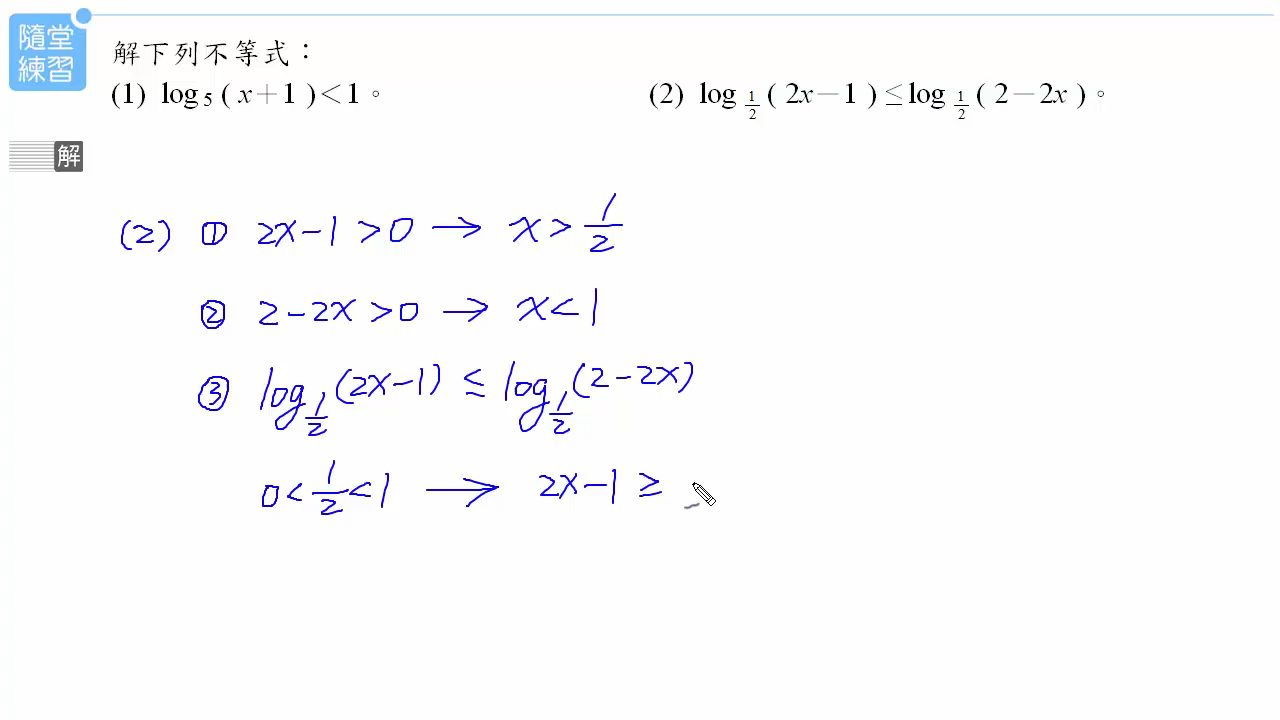 隨堂
練習
解下列不等式：
(1) log₅ ( x＋1 )＜1。
(2) log_{1/2} ( 2x－1 ) ≤ log_{1/2} ( 2－2x )。
解
(2) ① 2x－1 > 0 → x > 1/2
② 2－2x > 0 → x < 1
③ log_{1/2} (2x－1) ≤ log_{1/2} (2－2x)
0 < 1/2 < 1 → 2x－1 ≥